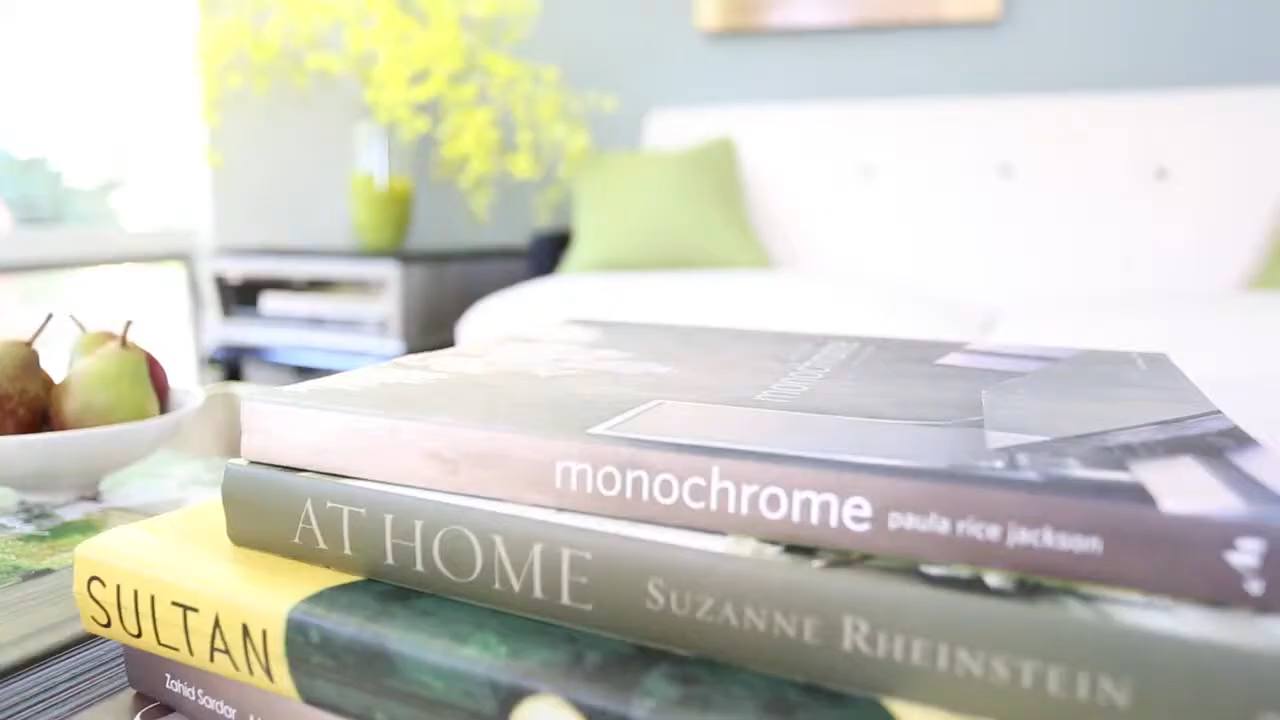 monochrome
monochrome paula rice jackson
AT HOME SUZANNE RHEINSTEIN
SULTAN
Zahid Sardar